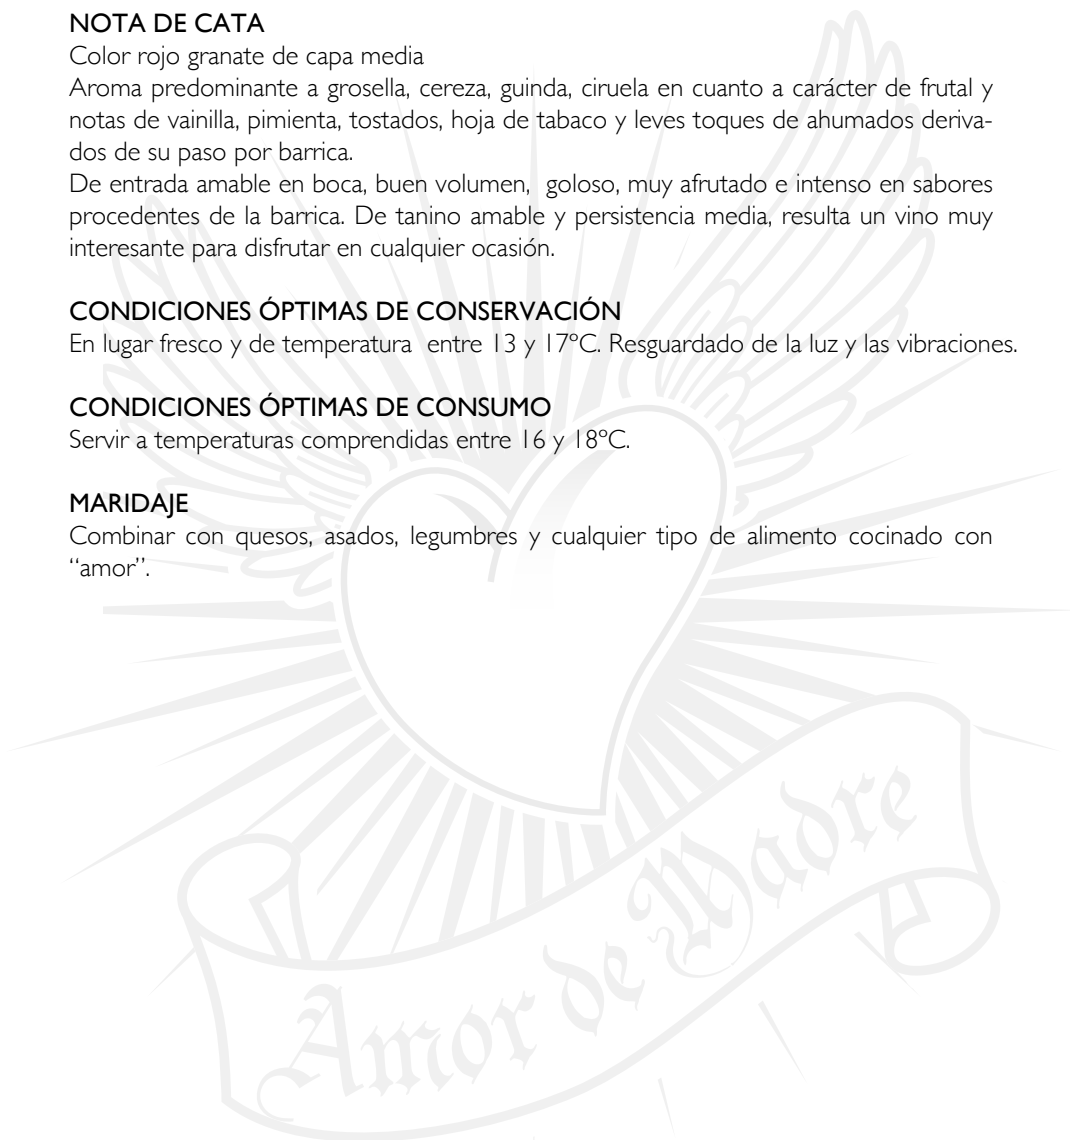 NOTA DE CATA
Color rojo granate de capa media
Aroma predominante a grosella, cereza, guinda, ciruela en cuanto a carácter de frutal y
notas de vainilla, pimienta, tostados, hoja de tabaco y leves toques de ahumados deriva-
dos de su paso por barrica.
De entrada amable en boca, buen volumen,  goloso, muy afrutado e intenso en sabores
procedentes de la barrica. De tanino amable y persistencia media, resulta un vino muy
interesante para disfrutar en cualquier ocasión.
CONDICIONES ÓPTIMAS DE CONSERVACIÓN
En lugar fresco y de temperatura  entre 13 y 17ºC. Resguardado de la luz y las vibraciones.
CONDICIONES ÓPTIMAS DE CONSUMO
Servir a temperaturas comprendidas entre 16 y 18ºC.
MARIDAJE
Combinar con quesos, asados, legumbres y cualquier tipo de alimento cocinado con
“amor”.
Amor de Madre